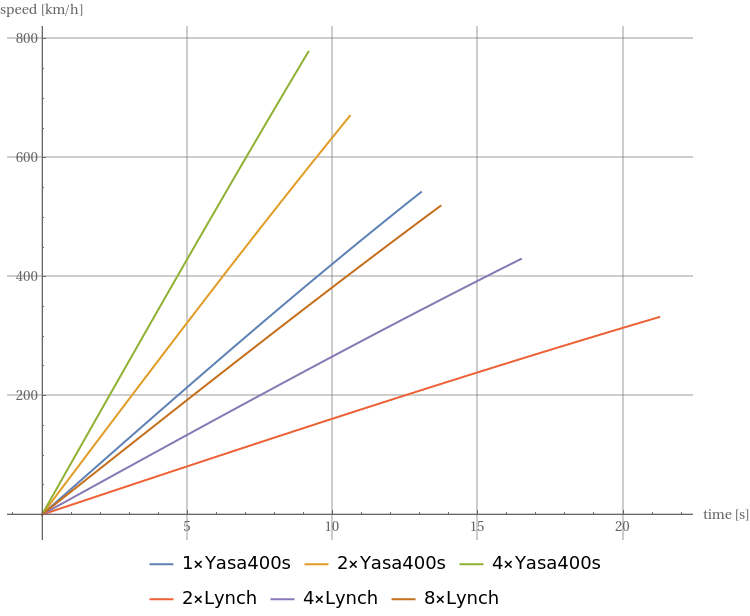 speed [km/h]
800
600
400
200
5 10 15 20 time [s]
1×Yasa400s 2×Yasa400s 4×Yasa400s
2×Lynch 4×Lynch 8×Lynch